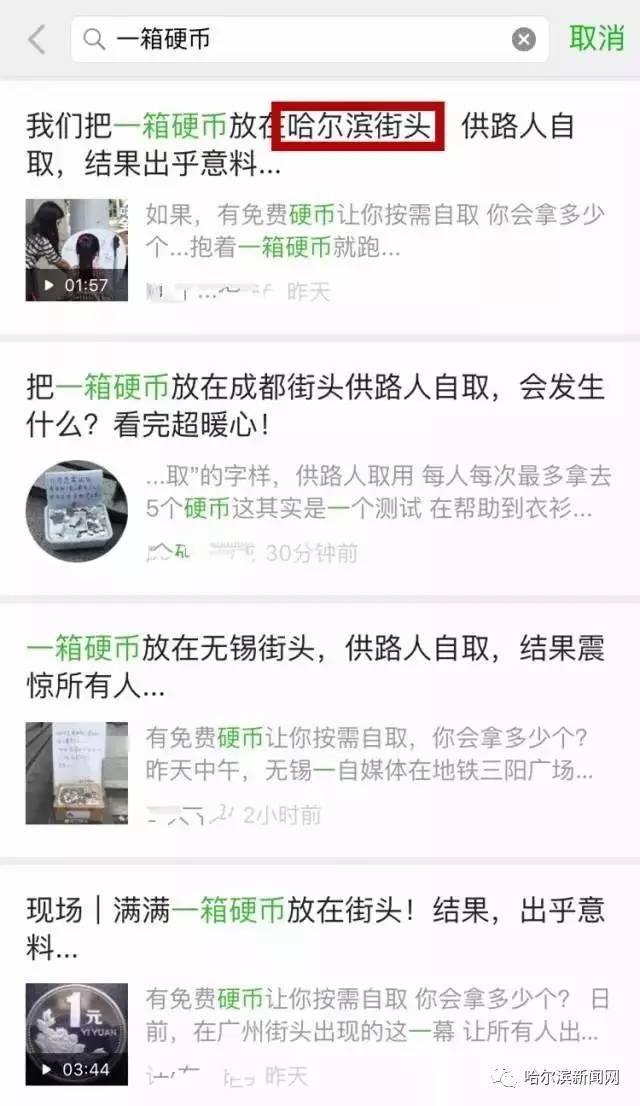 一箱硬币
取消
我们把一箱硬币放在哈尔滨街头 供路人自
取，结果出乎意料...
如果，有免费硬币让你按需自取 你会拿多少
个...抱着一箱硬币就跑...
01:57
昨天
把一箱硬币放在成都街头供路人自取，会发生
什么？看完超暖心！
...取”的字样，供路人取用 每人每次最多拿去
5个硬币这其实是一个测试 在帮助到衣衫...
30分钟前
一箱硬币放在无锡街头，供路人自取，结果震
惊所有人...
有免费硬币让你按需自取，你会拿多少个？
昨天中午，无锡一自媒体在地铁三阳广场...
2小时前
现场｜满满一箱硬币放在街头！结果，出乎意
料...
1元
YI YUAN
有免费硬币让你按需自取 你会拿多少个？ 日
前，在广州街头出现的这一幕 让所有人出...
03:44
昨天
哈尔滨新闻网